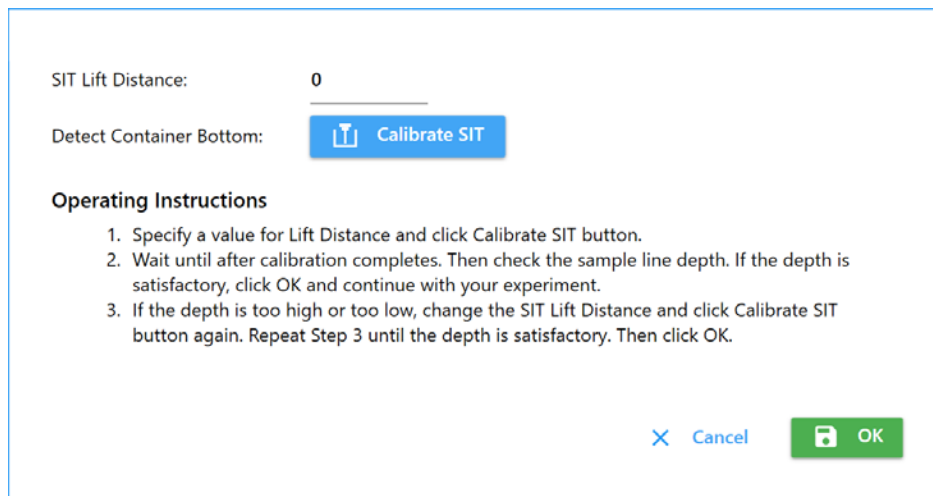 SIT Lift Distance: 0
Detect Container Bottom: Calibrate SIT
Operating Instructions
1. Specify a value for Lift Distance and click Calibrate SIT button.
2. Wait until after calibration completes. Then check the sample line depth. If the depth is
satisfactory, click OK and continue with your experiment.
3. If the depth is too high or too low, change the SIT Lift Distance and click Calibrate SIT
button again. Repeat Step 3 until the depth is satisfactory. Then click OK.
Cancel OK